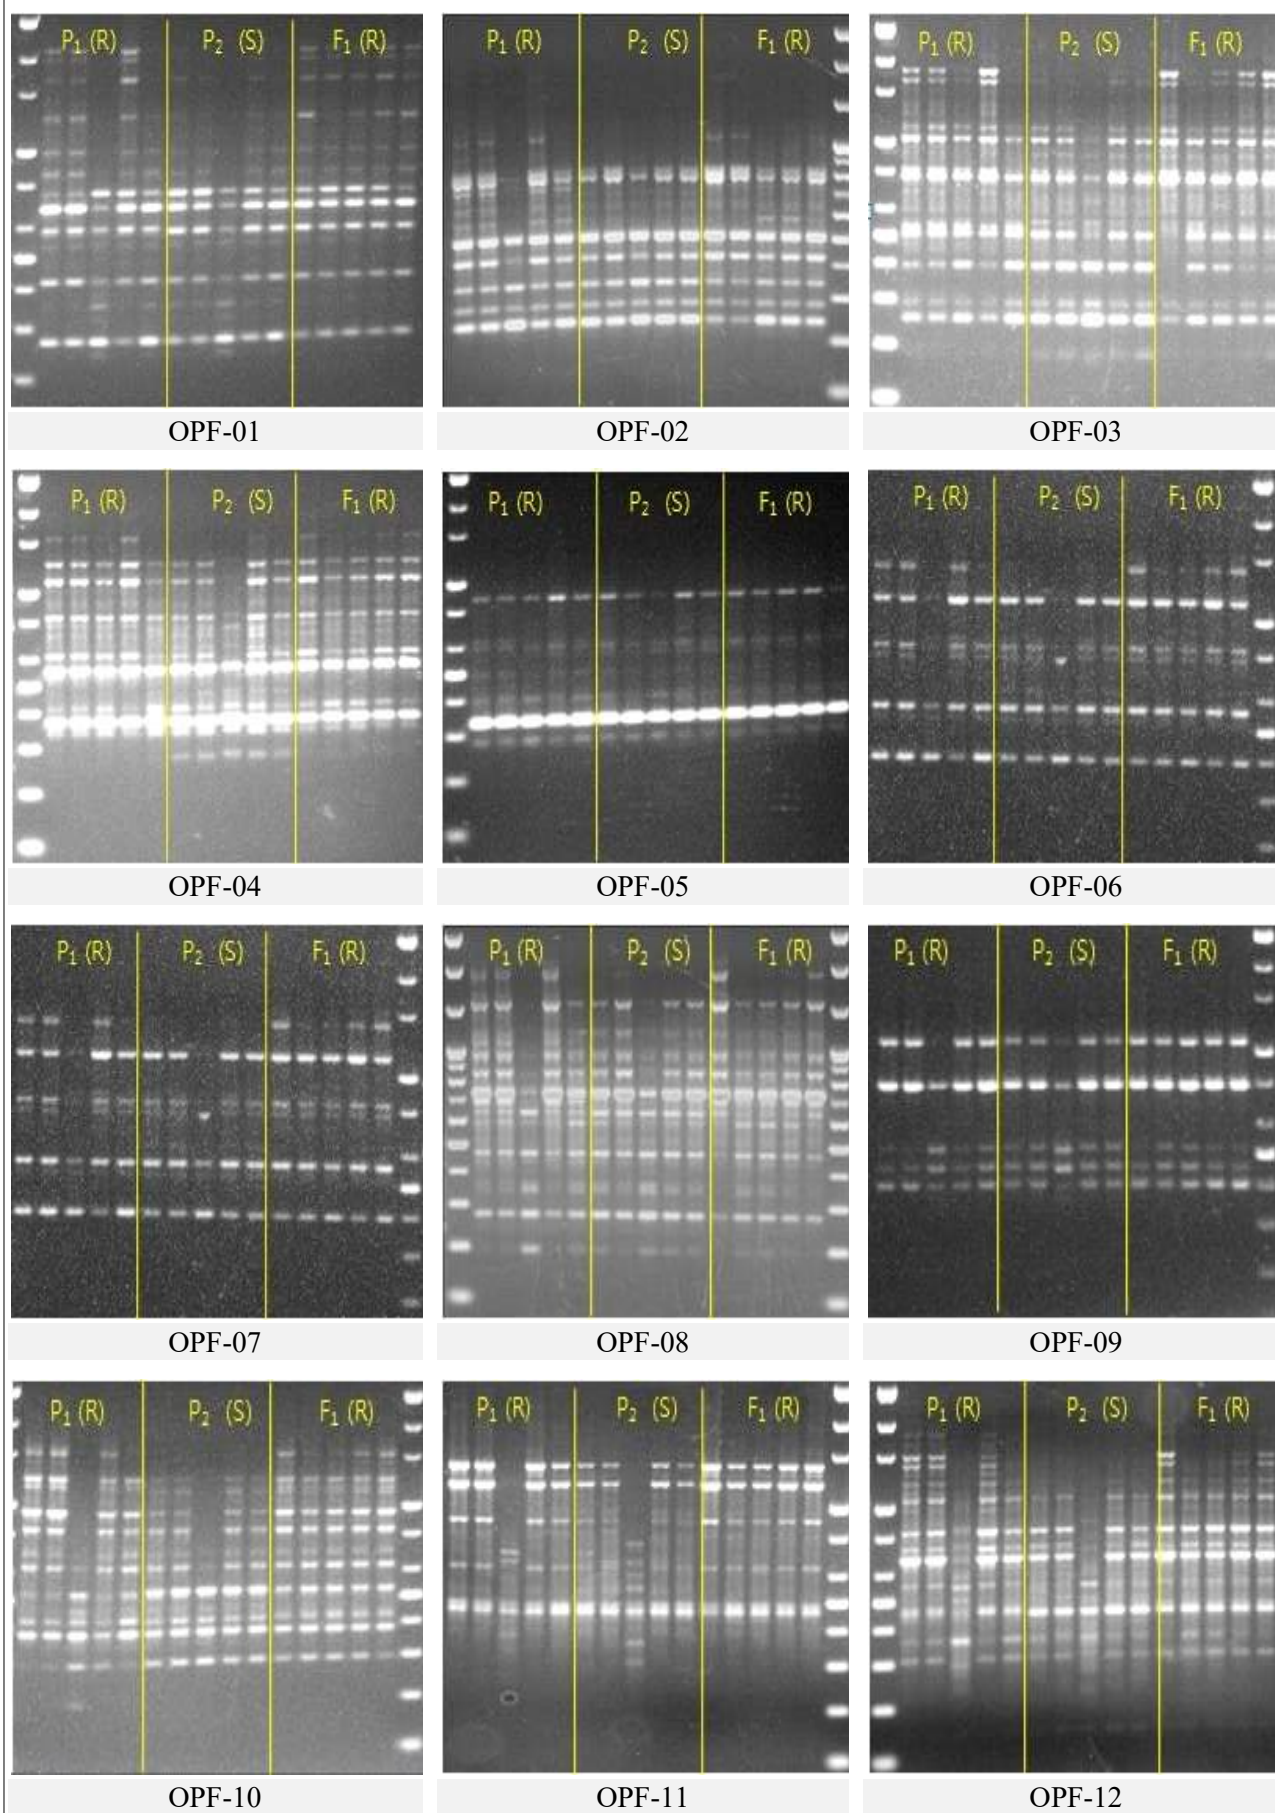 P₁ (R) P₂ (S) F₁ (R) P₁ (R) P₂ (S) F₁ (R) P₁ (R) P₂ (S) F₁ (R)
OPF-01 OPF-02 OPF-03
P₁ (R) P₂ (S) F₁ (R) P₁ (R) P₂ (S) F₁ (R) P₁ (R) P₂ (S) F₁ (R)
OPF-04 OPF-05 OPF-06
P₁ (R) P₂ (S) F₁ (R) P₁ (R) P₂ (S) F₁ (R) P₁ (R) P₂ (S) F₁ (R)
OPF-07 OPF-08 OPF-09
P₁ (R) P₂ (S) F₁ (R) P₁ (R) P₂ (S) F₁ (R) P₁ (R) P₂ (S) F₁ (R)
OPF-10 OPF-11 OPF-12